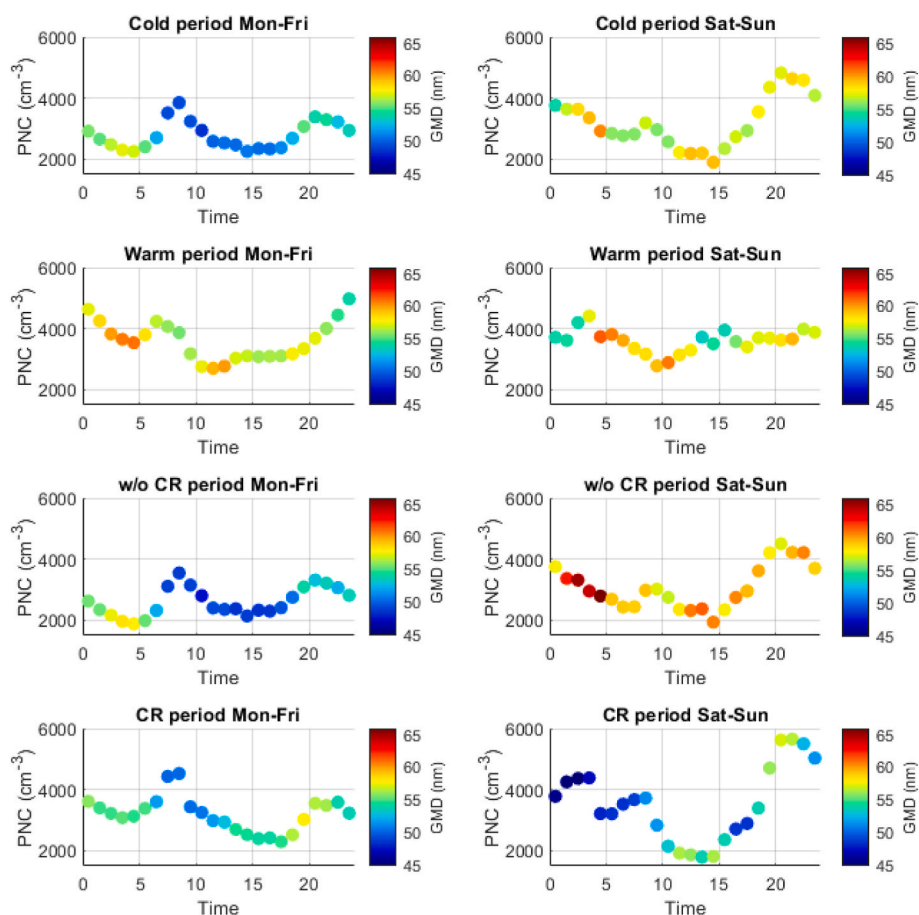 Cold period Mon-Fri
6000
4000
2000
PNC (cm-3)
0 5 10 15 20
Time
65
60
55
50
45
GMD (nm)
Cold period Sat-Sun
6000
4000
2000
PNC (cm-3)
0 5 10 15 20
Time
65
60
55
50
45
GMD (nm)
Warm period Mon-Fri
6000
4000
2000
PNC (cm-3)
0 5 10 15 20
Time
65
60
55
50
45
GMD (nm)
Warm period Sat-Sun
6000
4000
2000
PNC (cm-3)
0 5 10 15 20
Time
65
60
55
50
45
GMD (nm)
w/o CR period Mon-Fri
6000
4000
2000
PNC (cm-3)
0 5 10 15 20
Time
65
60
55
50
45
GMD (nm)
w/o CR period Sat-Sun
6000
4000
2000
PNC (cm-3)
0 5 10 15 20
Time
65
60
55
50
45
GMD (nm)
CR period Mon-Fri
6000
4000
2000
PNC (cm-3)
0 5 10 15 20
Time
65
60
55
50
45
GMD (nm)
CR period Sat-Sun
6000
4000
2000
PNC (cm-3)
0 5 10 15 20
Time
65
60
55
50
45
GMD (nm)